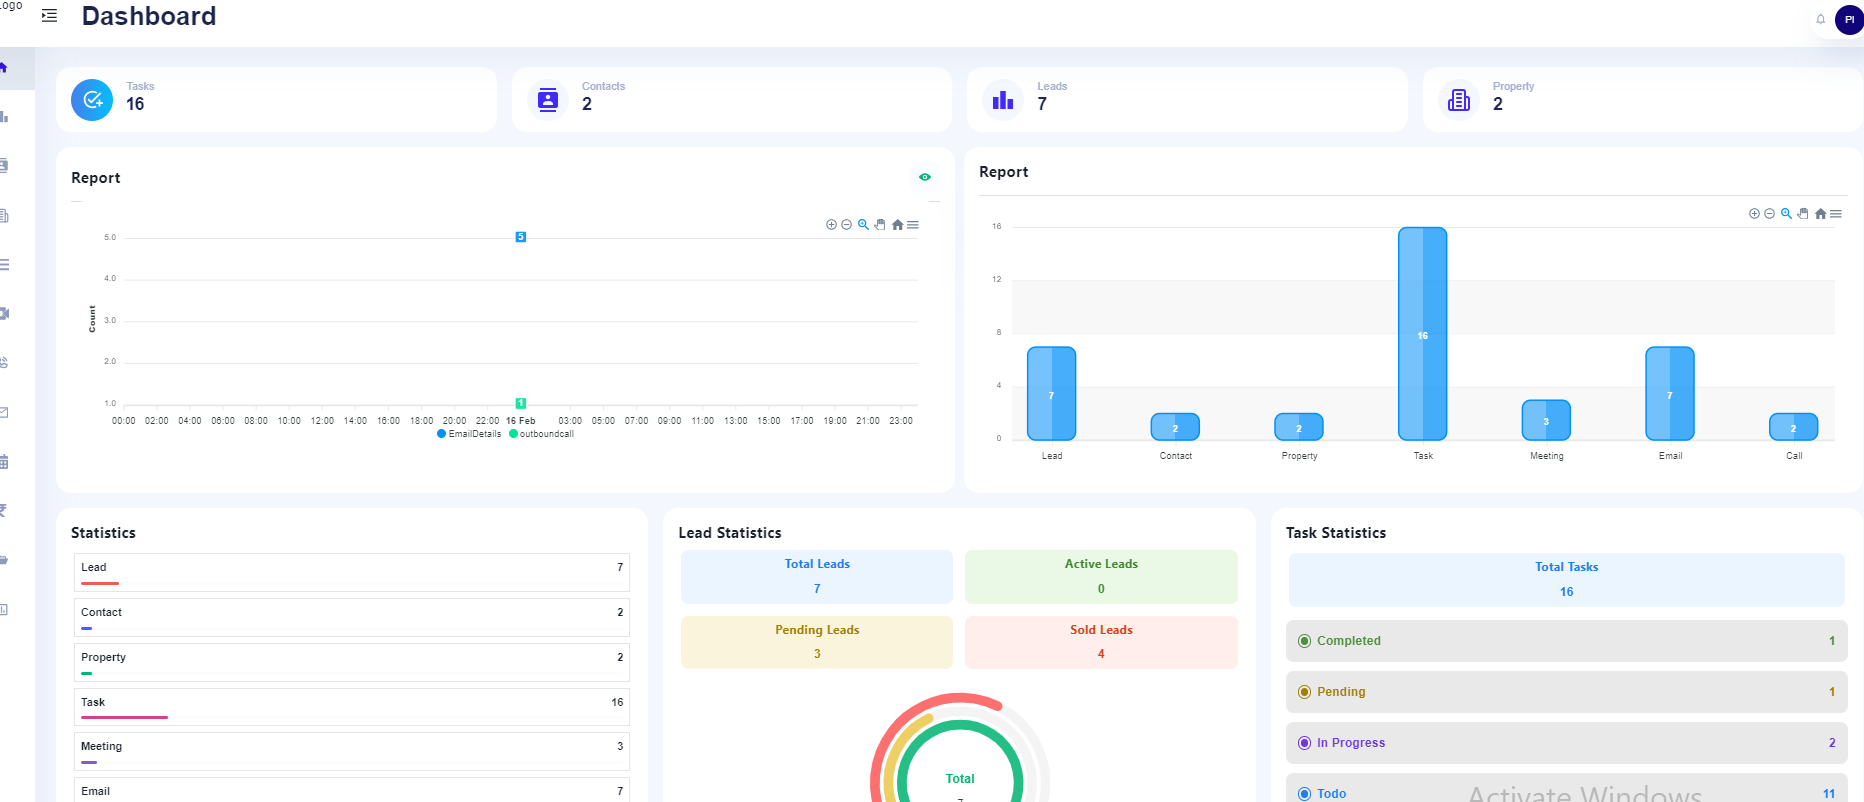 Logo
Dashboard
PI
Tasks
16
Contacts
2
Leads
7
Property
2
Report
5.0
4.0
3.0
2.0
1.0
Count
5
1
00:00 02:00 04:00 06:00 08:00 10:00 12:00 14:00 16:00 18:00 20:00 22:00 16 Feb 03:00 05:00 07:00 09:00 11:00 13:00 15:00 17:00 19:00 21:00 23:00
EmailDetails outboundcall
Report
16
12
8
4
0
7 2 2 16 3 7 2
Lead Contact Property Task Meeting Email Call
Statistics
Lead 7
Contact 2
Property 2
Task 16
Meeting 3
Email 7
Lead Statistics
Total Leads
7
Active Leads
0
Pending Leads
3
Sold Leads
4
Total
7
Task Statistics
Total Tasks
16
Completed 1
Pending 1
In Progress 2
Todo 11
Activate Windows